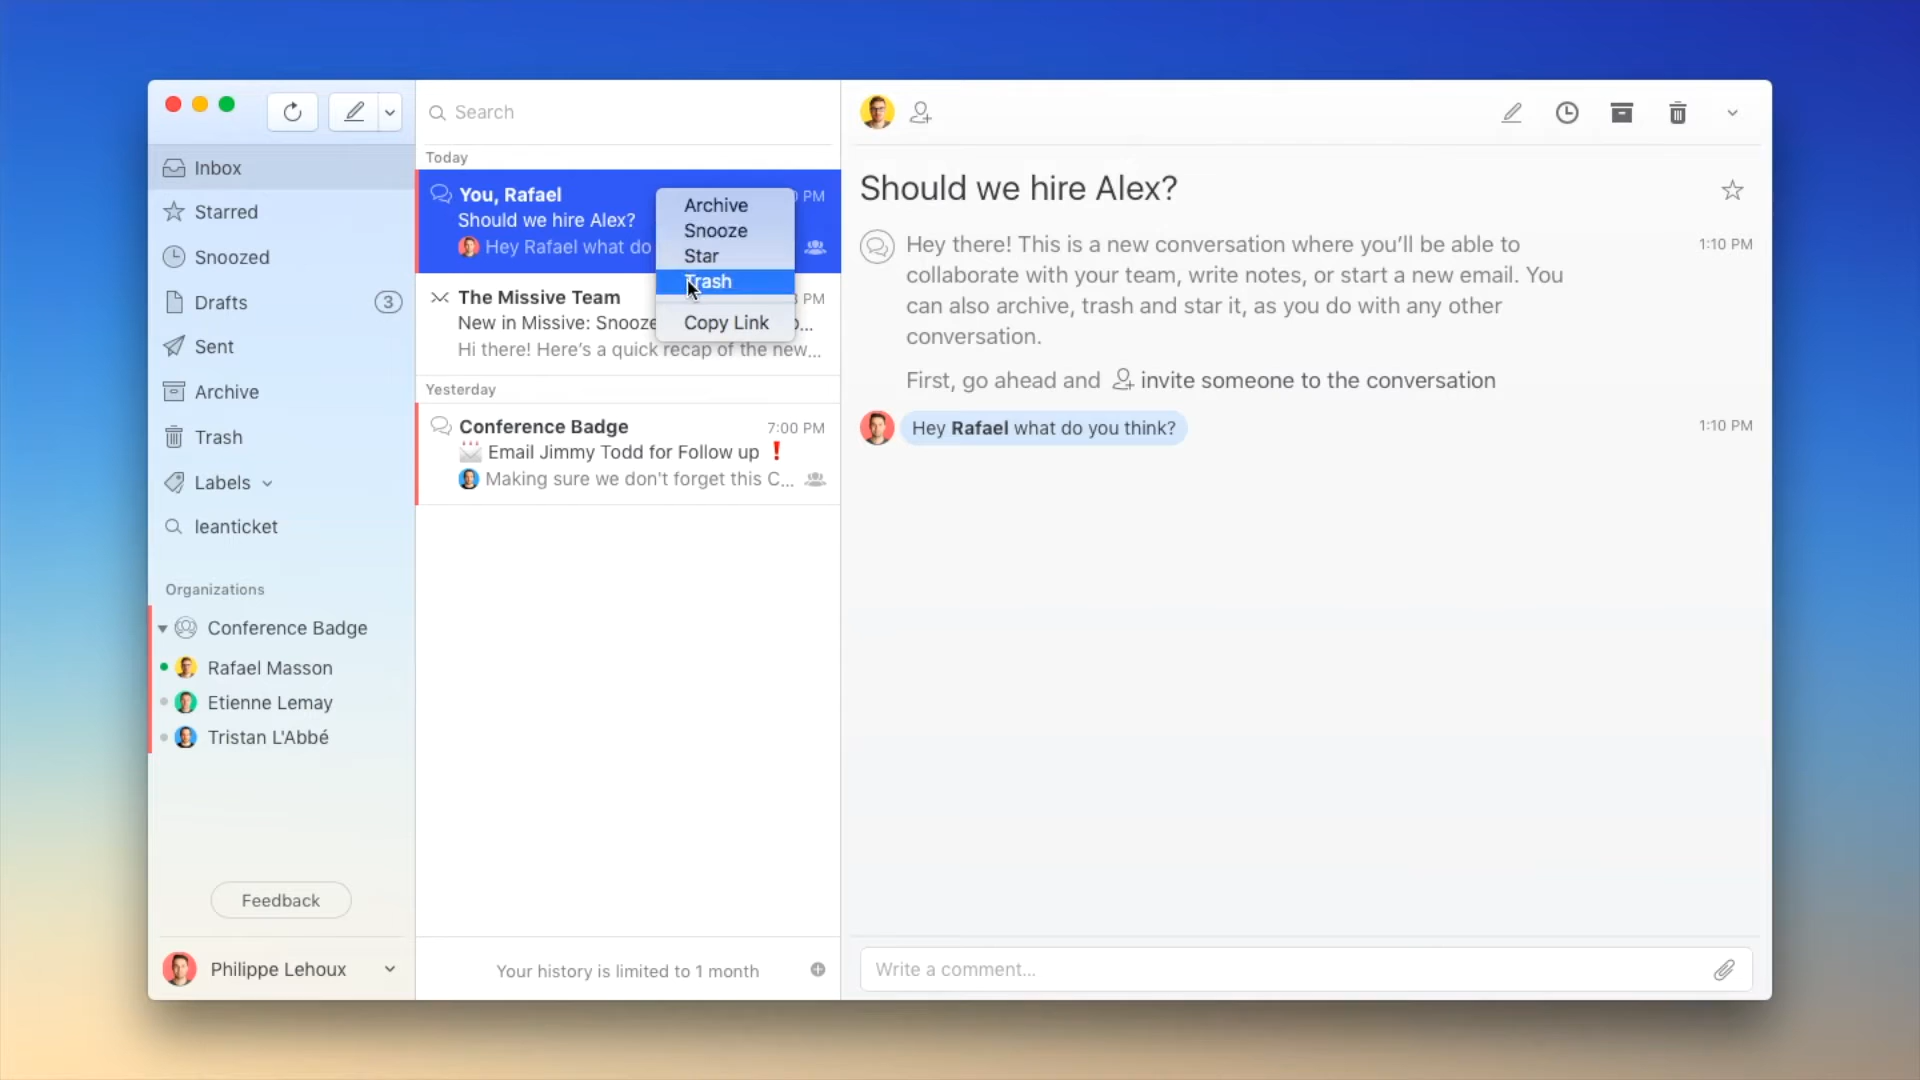 Search
Inbox
Starred
Snoozed
Drafts 3
Sent
Archive
Trash
Labels
leanticket
Organizations
Conference Badge
Rafael Masson
Etienne Lemay
Tristan L'Abbé
Feedback
Philippe Lehoux
Today
You, Rafael PM
Should we hire Alex?
Hey Rafael what do
Archive
Snooze
Star
Trash
Copy Link
The Missive Team PM
New in Missive: Snooze
Hi there! Here's a quick recap of the new...
Yesterday
Conference Badge 7:00 PM
Email Jimmy Todd for Follow up ❗
Making sure we don't forget this C...
Your history is limited to 1 month
Should we hire Alex?
Hey there! This is a new conversation where you'll be able to 1:10 PM
collaborate with your team, write notes, or start a new email. You
can also archive, trash and star it, as you do with any other
conversation.
First, go ahead and invite someone to the conversation
Hey Rafael what do you think? 1:10 PM
Write a comment...